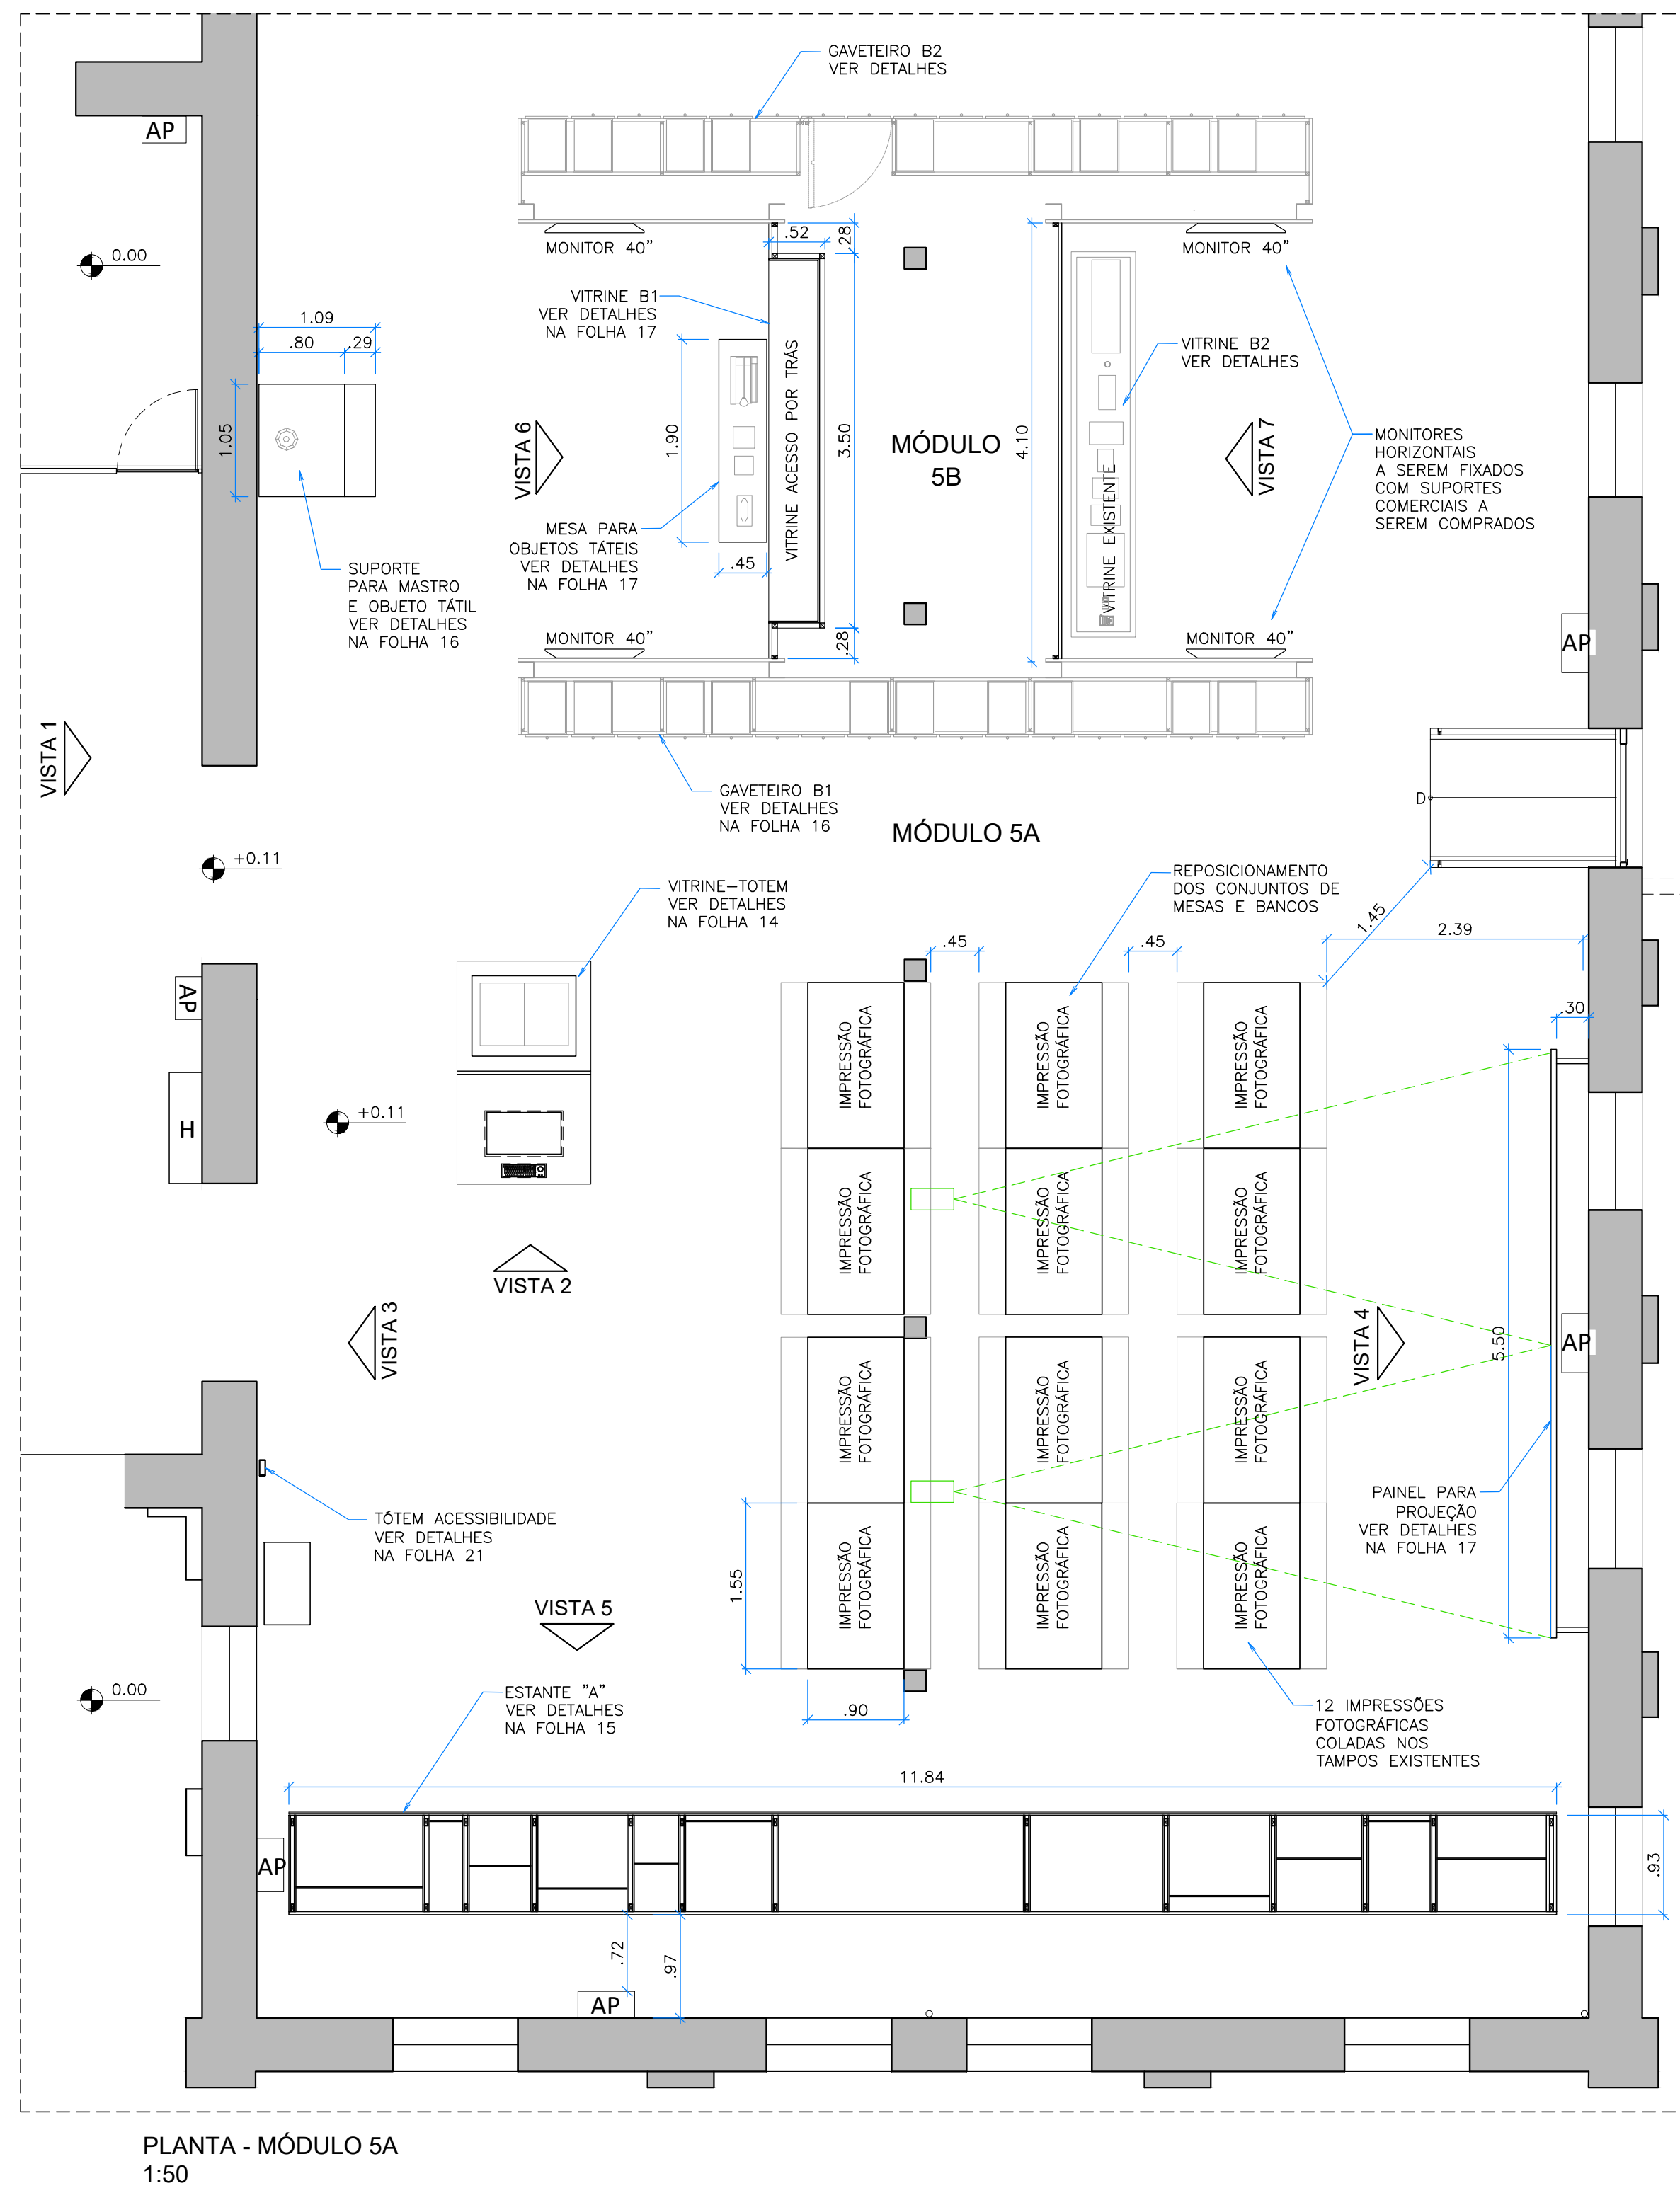 GAVETEIRO B2
VER DETALHES
AP
0.00
MONITOR 40"
.52
.28
MONITOR 40"
VITRINE B1
VER DETALHES
NA FOLHA 17
1.09
.80
.29
1.05
VISTA 6
1.90
VITRINE ACESSO POR TRÁS
3.50
MÓDULO
5B
4.10
VITRINE B2
VER DETALHES
VITRINE EXISTENTE
VISTA 7
MONITORES
HORIZONTAIS
A SEREM FIXADOS
COM SUPORTES
COMERCIAIS A
SEREM COMPRADOS
MESA PARA
OBJETOS TÁTEIS
VER DETALHES
NA FOLHA 17
.45
SUPORTE
PARA MASTRO
E OBJETO TÁTIL
VER DETALHES
NA FOLHA 16
MONITOR 40"
.28
MONITOR 40"
AP
VISTA 1
GAVETEIRO B1
VER DETALHES
NA FOLHA 16
D
MÓDULO 5A
+0.11
VITRINE-TOTEM
VER DETALHES
NA FOLHA 14
REPOSICIONAMENTO
DOS CONJUNTOS DE
MESAS E BANCOS
1.45
2.39
.45
.45
AP
.30
IMPRESSÃO
FOTOGRÁFICA
IMPRESSÃO
FOTOGRÁFICA
IMPRESSÃO
FOTOGRÁFICA
H
+0.11
IMPRESSÃO
FOTOGRÁFICA
IMPRESSÃO
FOTOGRÁFICA
IMPRESSÃO
FOTOGRÁFICA
VISTA 2
VISTA 3
VISTA 4
5.50
AP
IMPRESSÃO
FOTOGRÁFICA
IMPRESSÃO
FOTOGRÁFICA
IMPRESSÃO
FOTOGRÁFICA
TÓTEM ACESSIBILIDADE
VER DETALHES
NA FOLHA 21
PAINEL PARA
PROJEÇÃO
VER DETALHES
NA FOLHA 17
1.55
IMPRESSÃO
FOTOGRÁFICA
IMPRESSÃO
FOTOGRÁFICA
IMPRESSÃO
FOTOGRÁFICA
VISTA 5
0.00
ESTANTE "A"
VER DETALHES
NA FOLHA 15
.90
12 IMPRESSÕES
FOTOGRÁFICAS
COLADAS NOS
TAMPOS EXISTENTES
11.84
AP
.93
.72
.97
AP
PLANTA - MÓDULO 5A
1:50